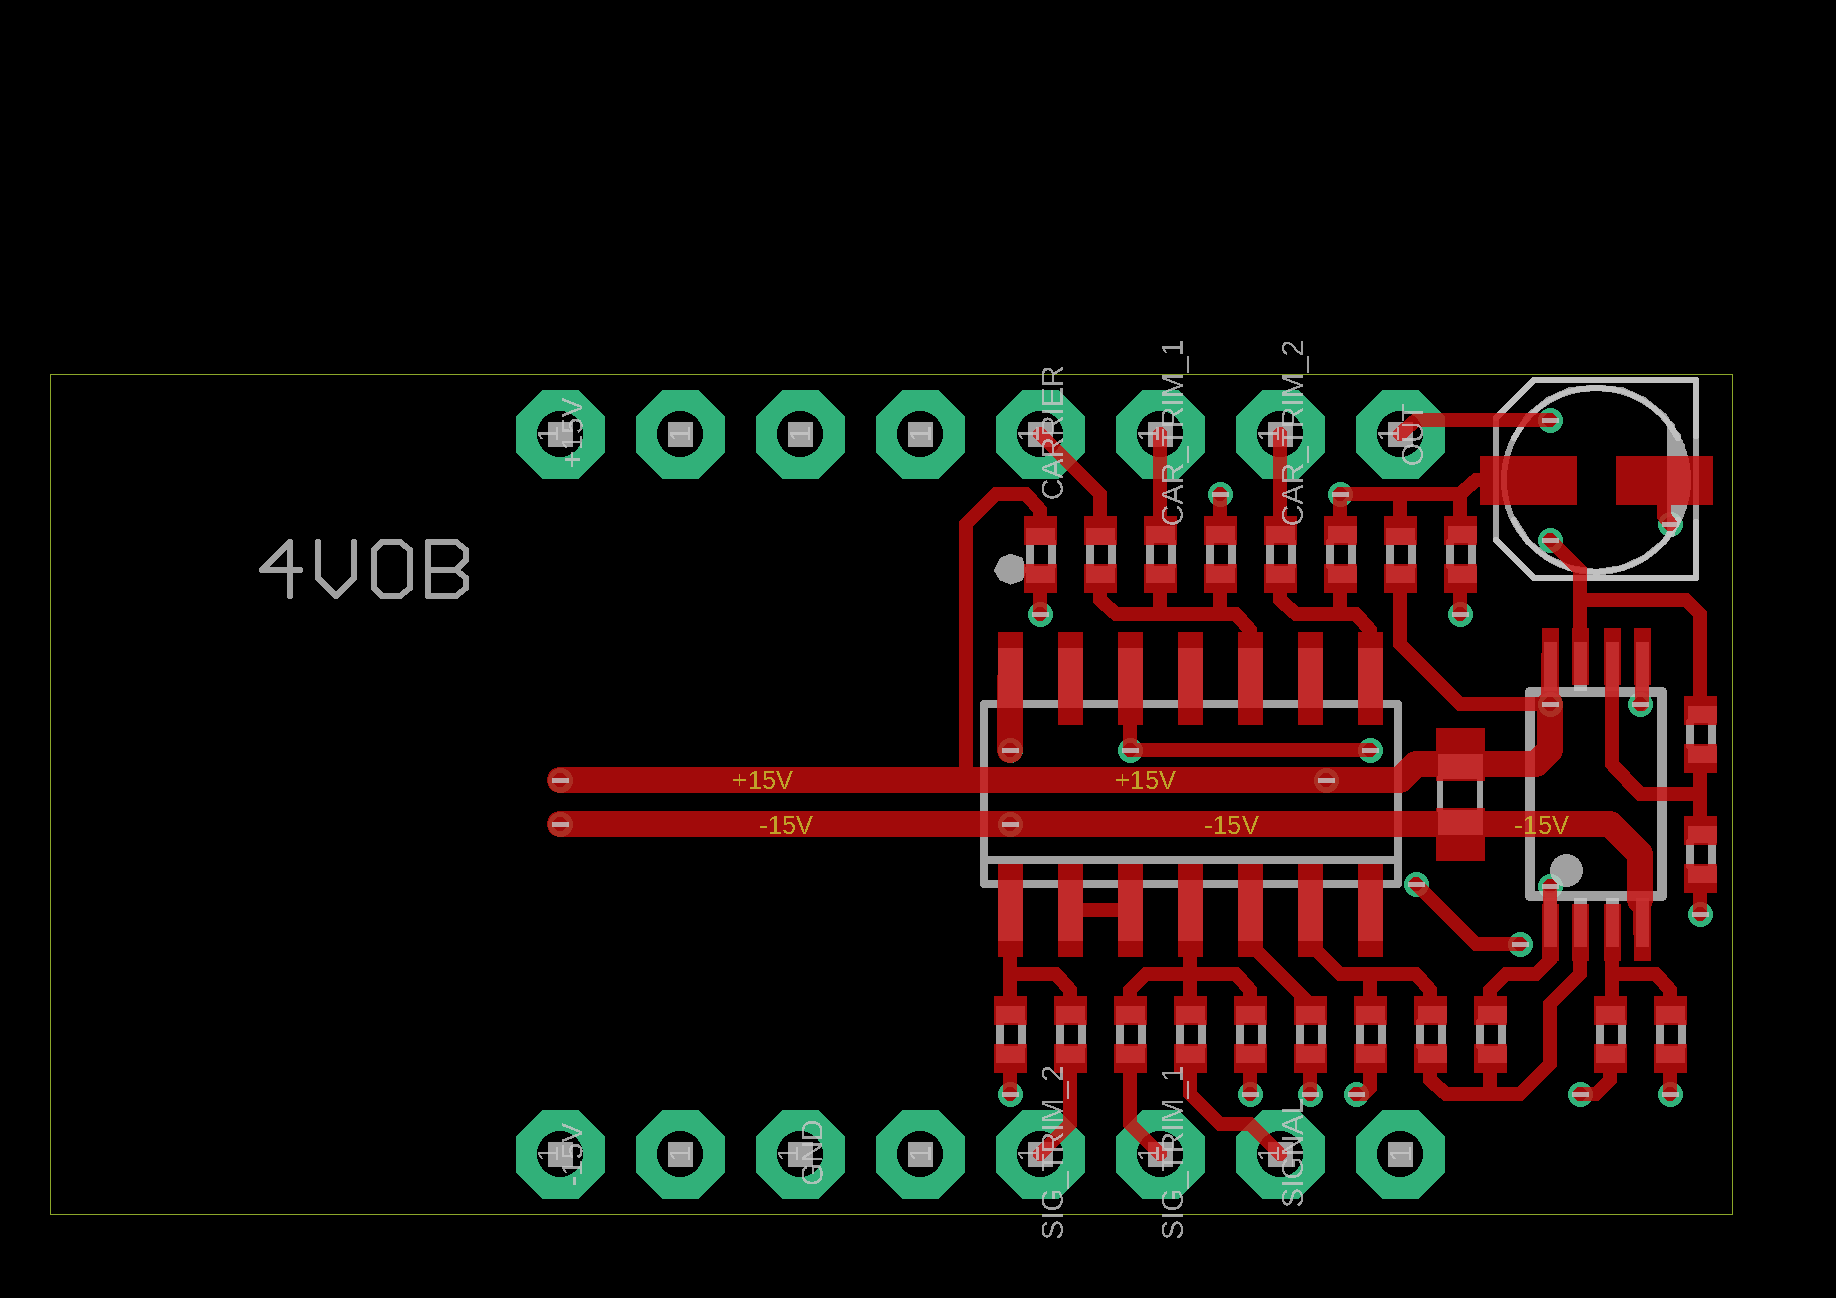 CARRIER
CAR_TRIM_1
CAR_TRIM_2
+15V
1
1
1
1
1
1
1
1
OUT
4VOB
+15V
+15V
-15V
-15V
-15V
-15V
1
1
GND
1
1
SIG_TRIM_2
1
SIG_TRIM_1
1
SIGNAL
1
1